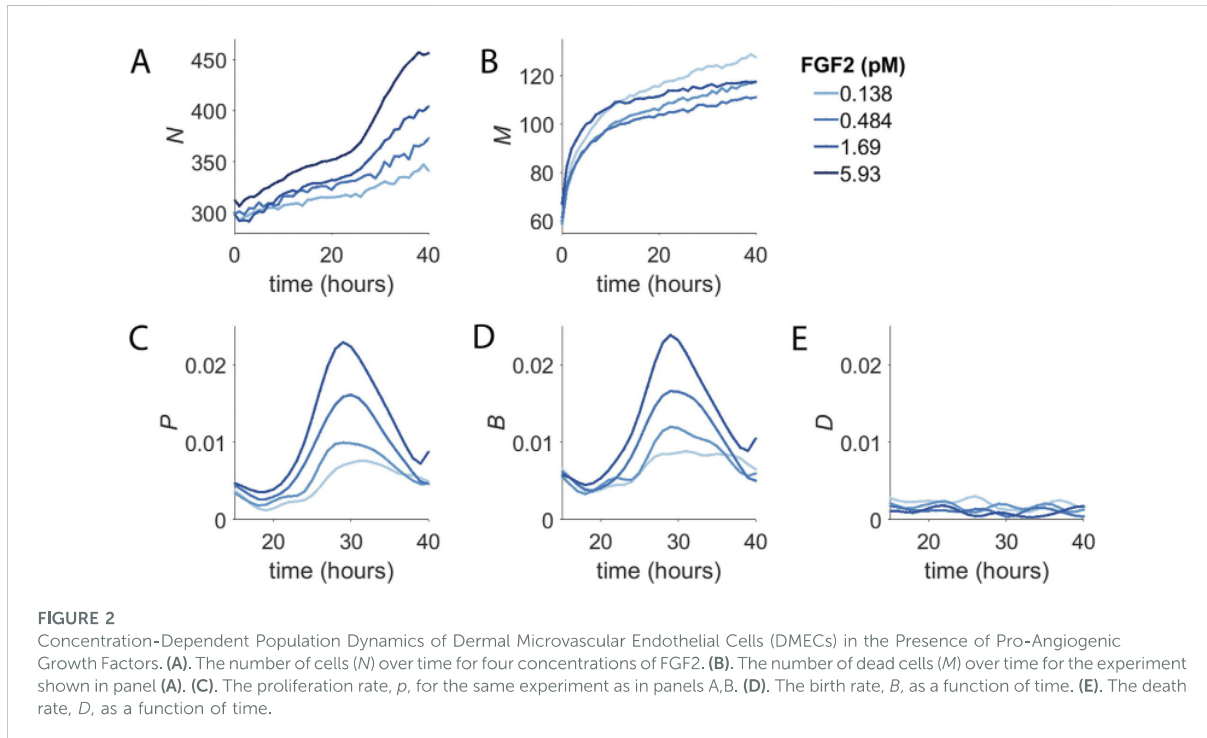 A
N
450
400
350
300
0
20
40
time (hours)
B
M
120
100
80
60
0
20
40
time (hours)
FGF2 (pM)
0.138
0.484
1.69
5.93
C
P
0.02
0.01
0
20
30
40
time (hours)
D
B
0.02
0.01
0
20
30
40
time (hours)
E
D
0.02
0.01
0
20
30
40
time (hours)
FIGURE 2
Concentration-Dependent Population Dynamics of Dermal Microvascular Endothelial Cells (DMECs) in the Presence of Pro-Angiogenic
Growth Factors. (A). The number of cells (N) over time for four concentrations of FGF2. (B). The number of dead cells (M) over time for the experiment
shown in panel (A). (C). The proliferation rate, p, for the same experiment as in panels A,B. (D). The birth rate, B, as a function of time. (E). The death
rate, D, as a function of time.